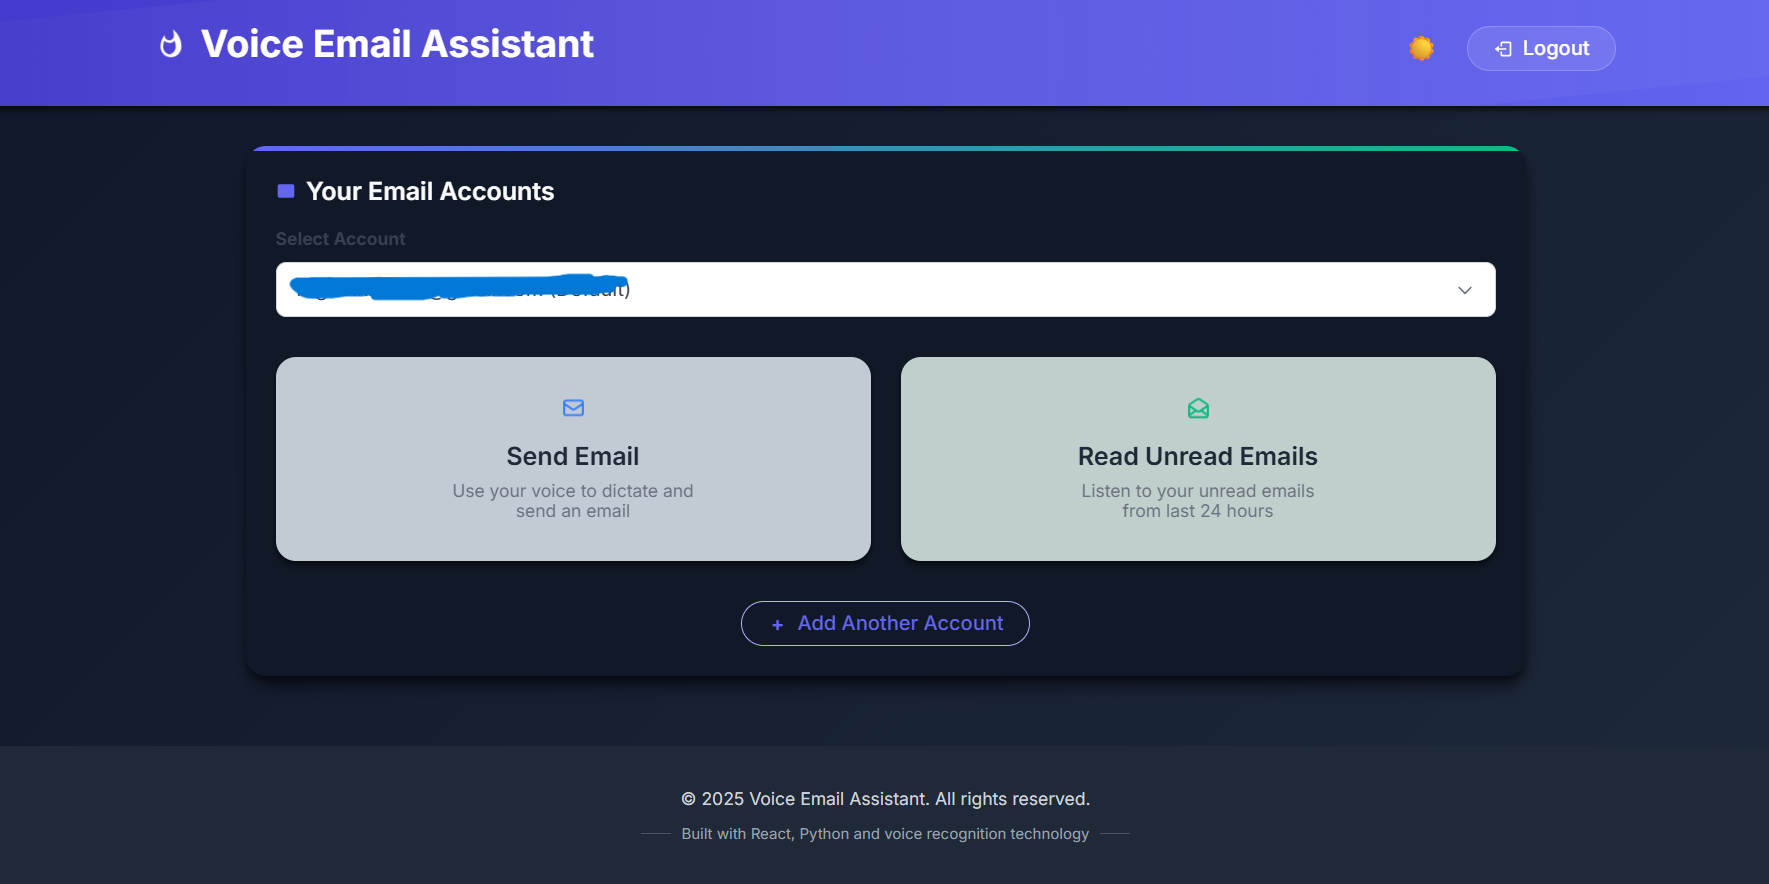 Voice Email Assistant
Logout
Your Email Accounts
Select Account
Send Email
Use your voice to dictate and
send an email
Read Unread Emails
Listen to your unread emails
from last 24 hours
+ Add Another Account
© 2025 Voice Email Assistant. All rights reserved.
Built with React, Python and voice recognition technology